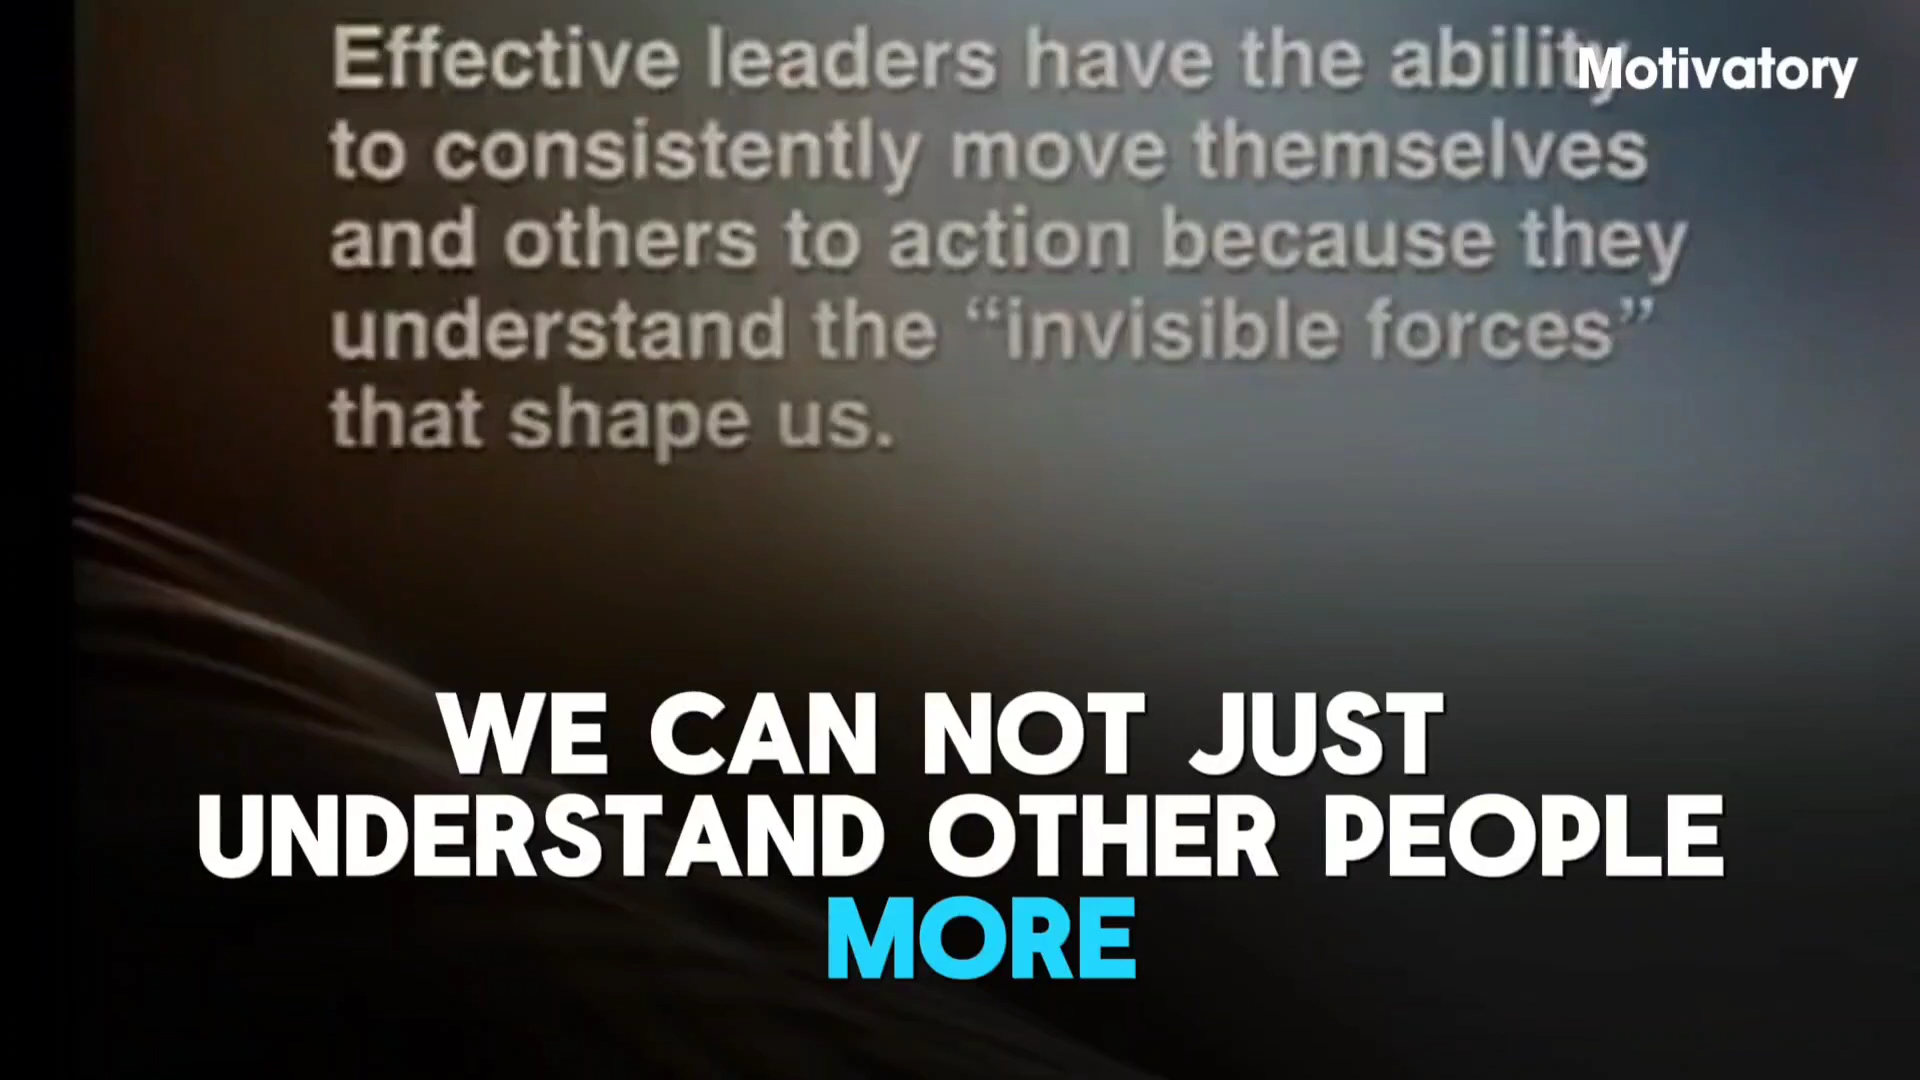 Effective leaders have the ability
Motivatory
to consistently move themselves
and others to action because they
understand the “invisible forces”
that shape us.
WE CAN NOT JUST
UNDERSTAND OTHER PEOPLE
MORE